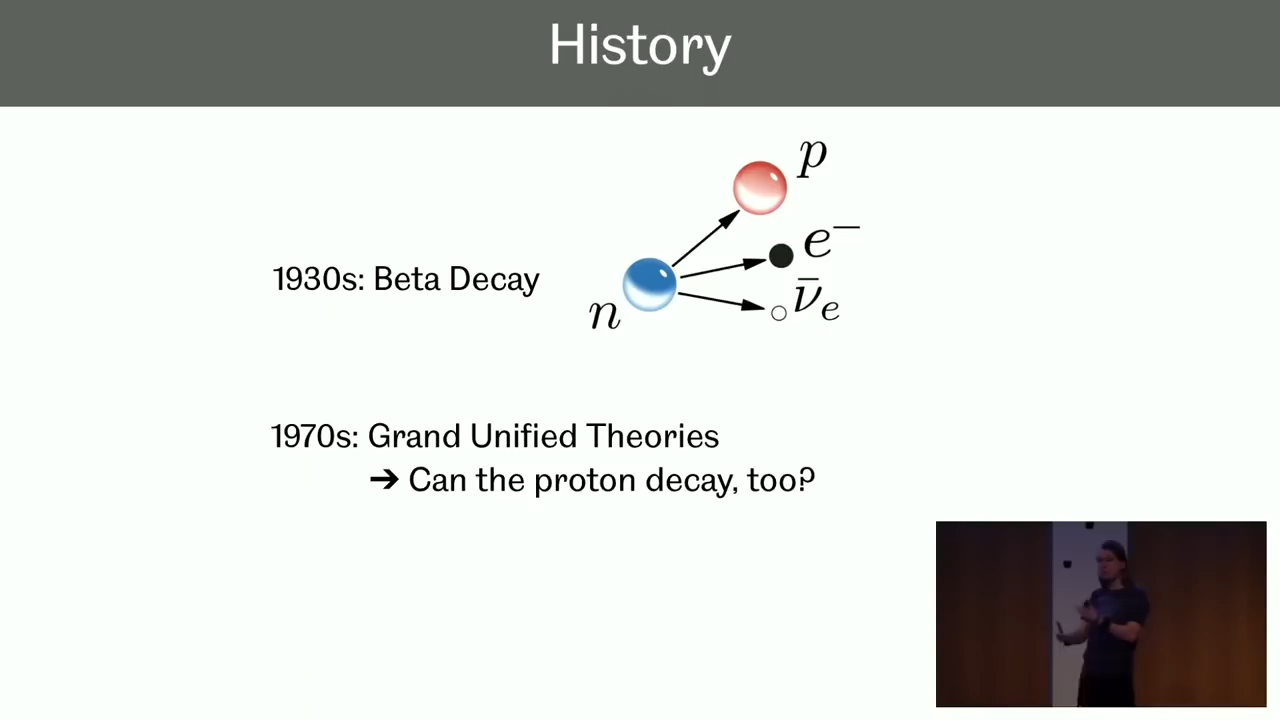 History
p
e⁻
1930s: Beta Decay
ν̄ₑ
n
1970s: Grand Unified Theories
➔ Can the proton decay, too?